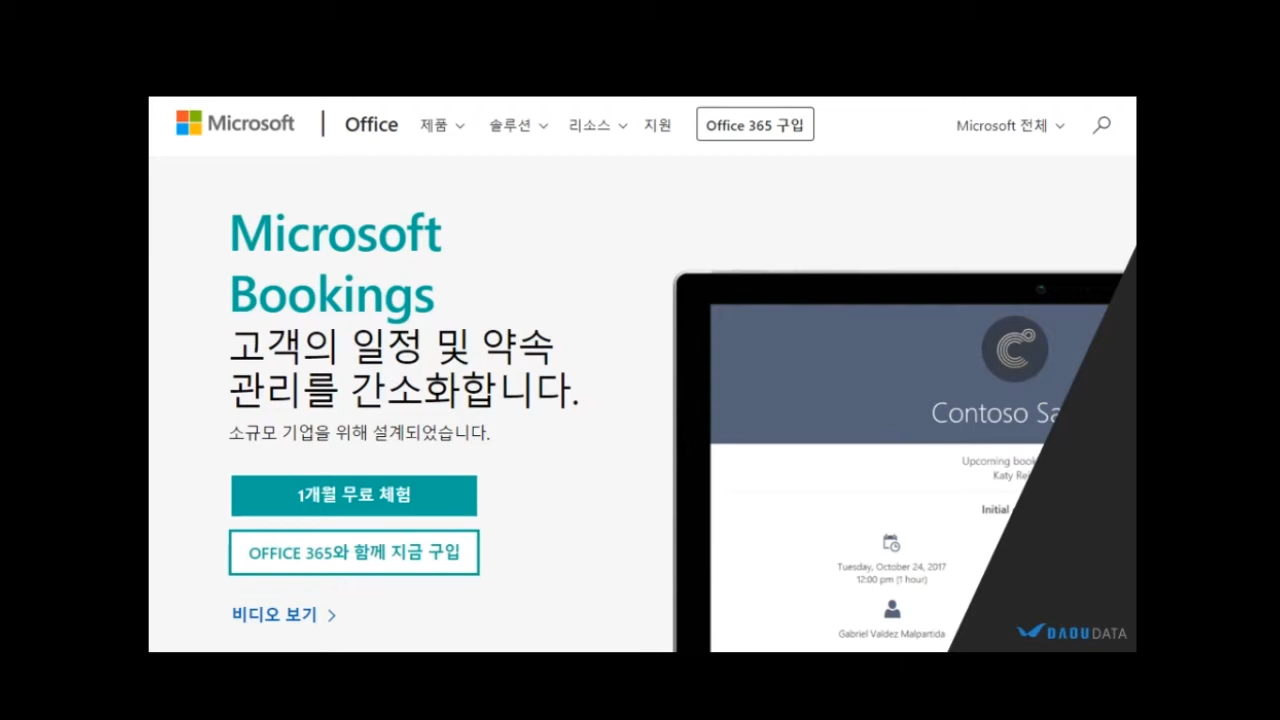 Microsoft | Office 제품 솔루션 리소스 지원 Office 365 구입 Microsoft 전체
Microsoft
Bookings
고객의 일정 및 약속
관리를 간소화합니다.
소규모 기업을 위해 설계되었습니다.
1개월 무료 체험
OFFICE 365와 함께 지금 구입
비디오 보기
Contoso
Upcoming
Katy
Initial
Tuesday, October 24, 2017
12:00 pm (1 hour)
Gabriel Valdez Malpartida
DAOUDATA